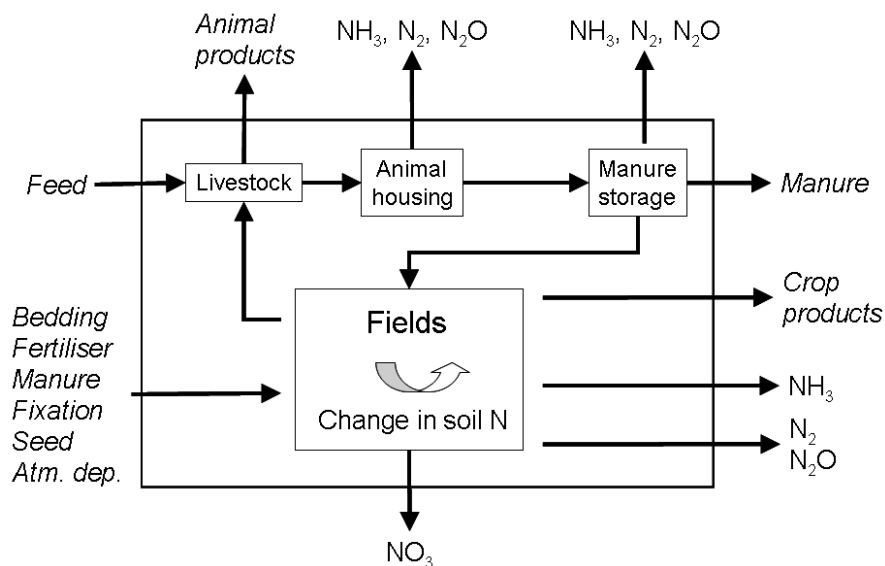 Animal
products
NH₃, N₂, N₂O
NH₃, N₂, N₂O
Feed
Livestock
Animal
housing
Manure
storage
Manure
Bedding
Fertiliser
Manure
Fixation
Seed
Atm. dep.
Fields
Change in soil N
Crop
products
NH₃
N₂
N₂O
NO₃